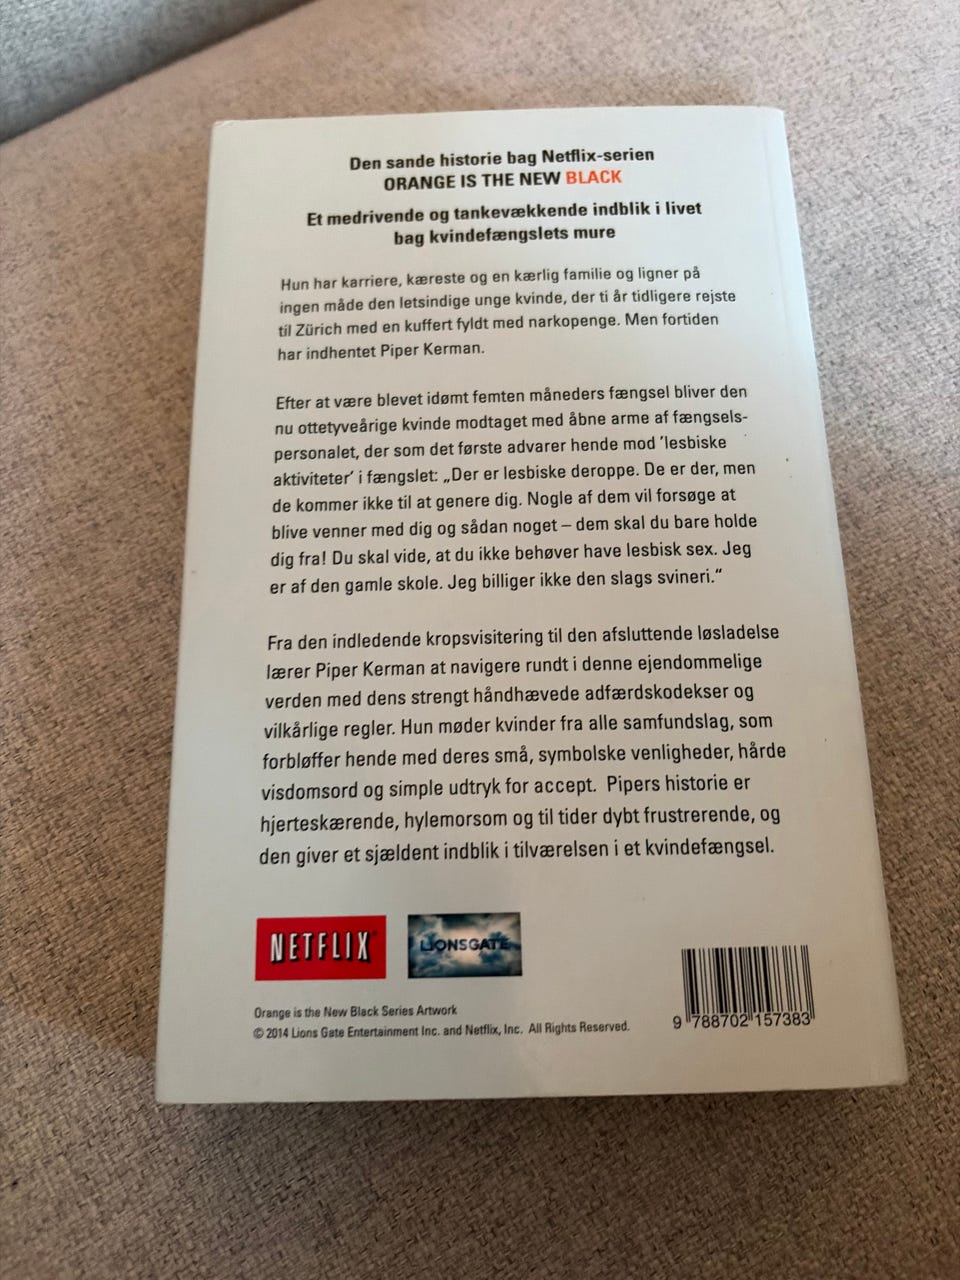 Den sande historie bag Netflix-serien
ORANGE IS THE NEW BLACK
Et medrivende og tankevækkende indblik i livet
bag kvindefængslets mure
Hun har karriere, kæreste og en kærlig familie og ligner på
ingen måde den letsindige unge kvinde, der ti år tidligere rejste
til Zürich med en kuffert fyldt med narkopenge. Men fortiden
har indhentet Piper Kerman.
Efter at være blevet idømt femten måneders fængsel bliver den
nu ottetyveårige kvinde modtaget med åbne arme af fængsels-
personalet, der som det første advarer hende mod 'lesbiske
aktiviteter' i fængslet: „Der er lesbiske deroppe. De er der, men
de kommer ikke til at genere dig. Nogle af dem vil forsøge at
blive venner med dig og sådan noget – dem skal du bare holde
dig fra! Du skal vide, at du ikke behøver have lesbisk sex. Jeg
er af den gamle skole. Jeg billiger ikke den slags svineri.“
Fra den indledende kropsvisitering til den afsluttende løsladelse
lærer Piper Kerman at navigere rundt i denne ejendommelige
verden med dens strengt håndhævede adfærdskodekser og
vilkårlige regler. Hun møder kvinder fra alle samfundslag, som
forbløffer hende med deres små, symbolske venligheder, hårde
visdomsord og simple udtryk for accept. Pipers historie er
hjerteskærende, hylemorsom og til tider dybt frustrerende, og
den giver et sjældent indblik i tilværelsen i et kvindefængsel.
NETFLIX®
LIONSGATE
Orange is the New Black Series Artwork
© 2014 Lions Gate Entertainment Inc. and Netflix, Inc. All Rights Reserved.
9 788702 157383